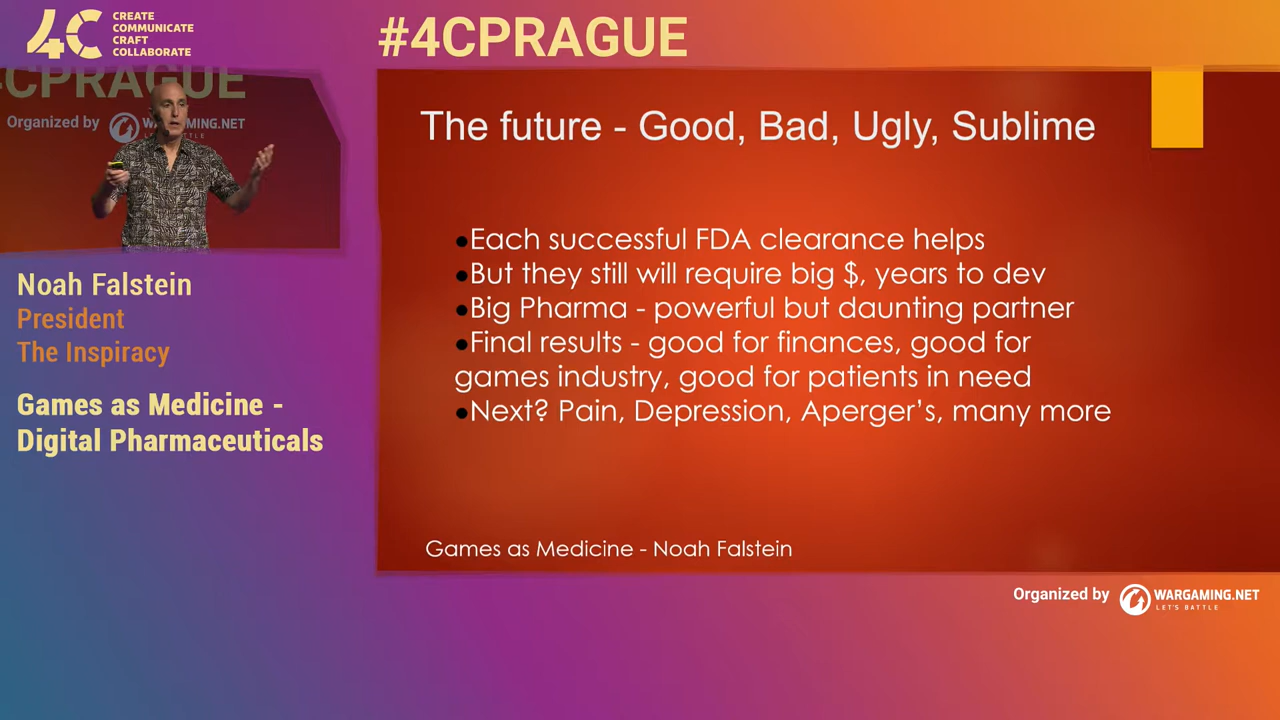 4C
CREATE
COMMUNICATE
CRAFT
COLLABORATE
#4CPRAGUE
CPRAGUE
Organized by
WARGAMING.NET
LET'S BATTLE
Noah Falstein
President
The Inspiracy
Games as Medicine -
Digital Pharmaceuticals
The future - Good, Bad, Ugly, Sublime
●Each successful FDA clearance helps
●But they still will require big $, years to dev
●Big Pharma - powerful but daunting partner
●Final results - good for finances, good for
games industry, good for patients in need
●Next? Pain, Depression, Aperger's, many more
Games as Medicine - Noah Falstein
Organized by
WARGAMING.NET
LET'S BATTLE